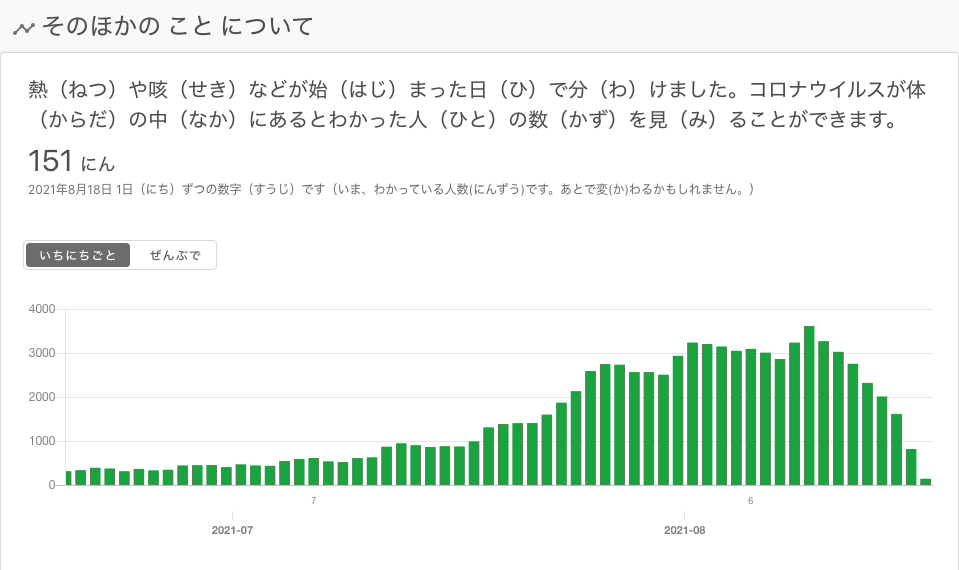 そのほかの こと について
熱（ねつ）や咳（せき）などが始（はじ）まった日（ひ）で分（わ）けました。コロナウイルスが体
（からだ）の中（なか）にあるとわかった人（ひと）の数（かず）を見（み）ることができます。
151 にん
2021年8月18日 1日（にち）ずつの数字（すうじ）です（いま、わかっている人数(にんずう)です。あとで変(か)わるかもしれません。）
いちにちごと ぜんぶで
4000
3000
2000
1000
0
7 6
2021-07 2021-08